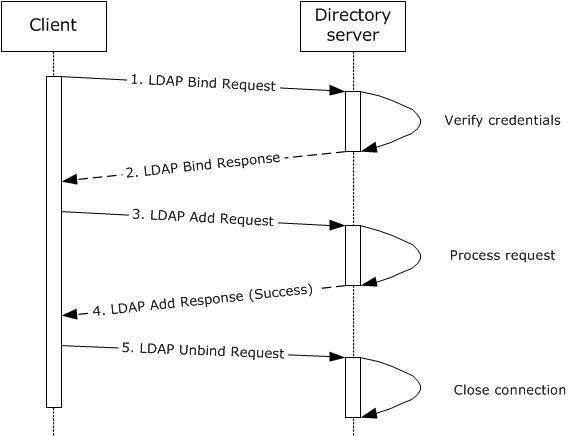 Client
Directory
server
1. LDAP Bind Request
Verify credentials
2. LDAP Bind Response
3. LDAP Add Request
Process request
4. LDAP Add Response (Success)
5. LDAP Unbind Request
Close connection